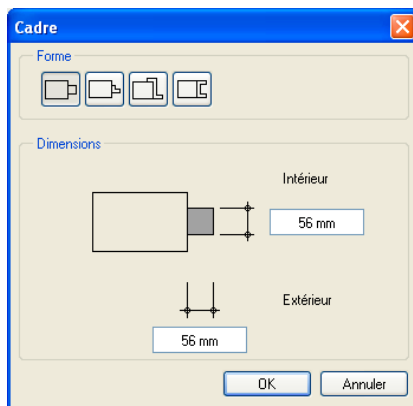 Cadre
Forme
Dimensions
Intérieur
56 mm
Extérieur
56 mm
OK
Annuler